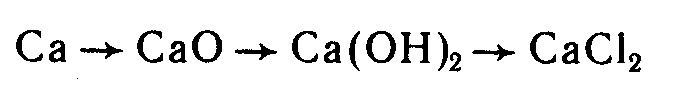 Ca → CaO → Ca(OH)₂ → CaCl₂